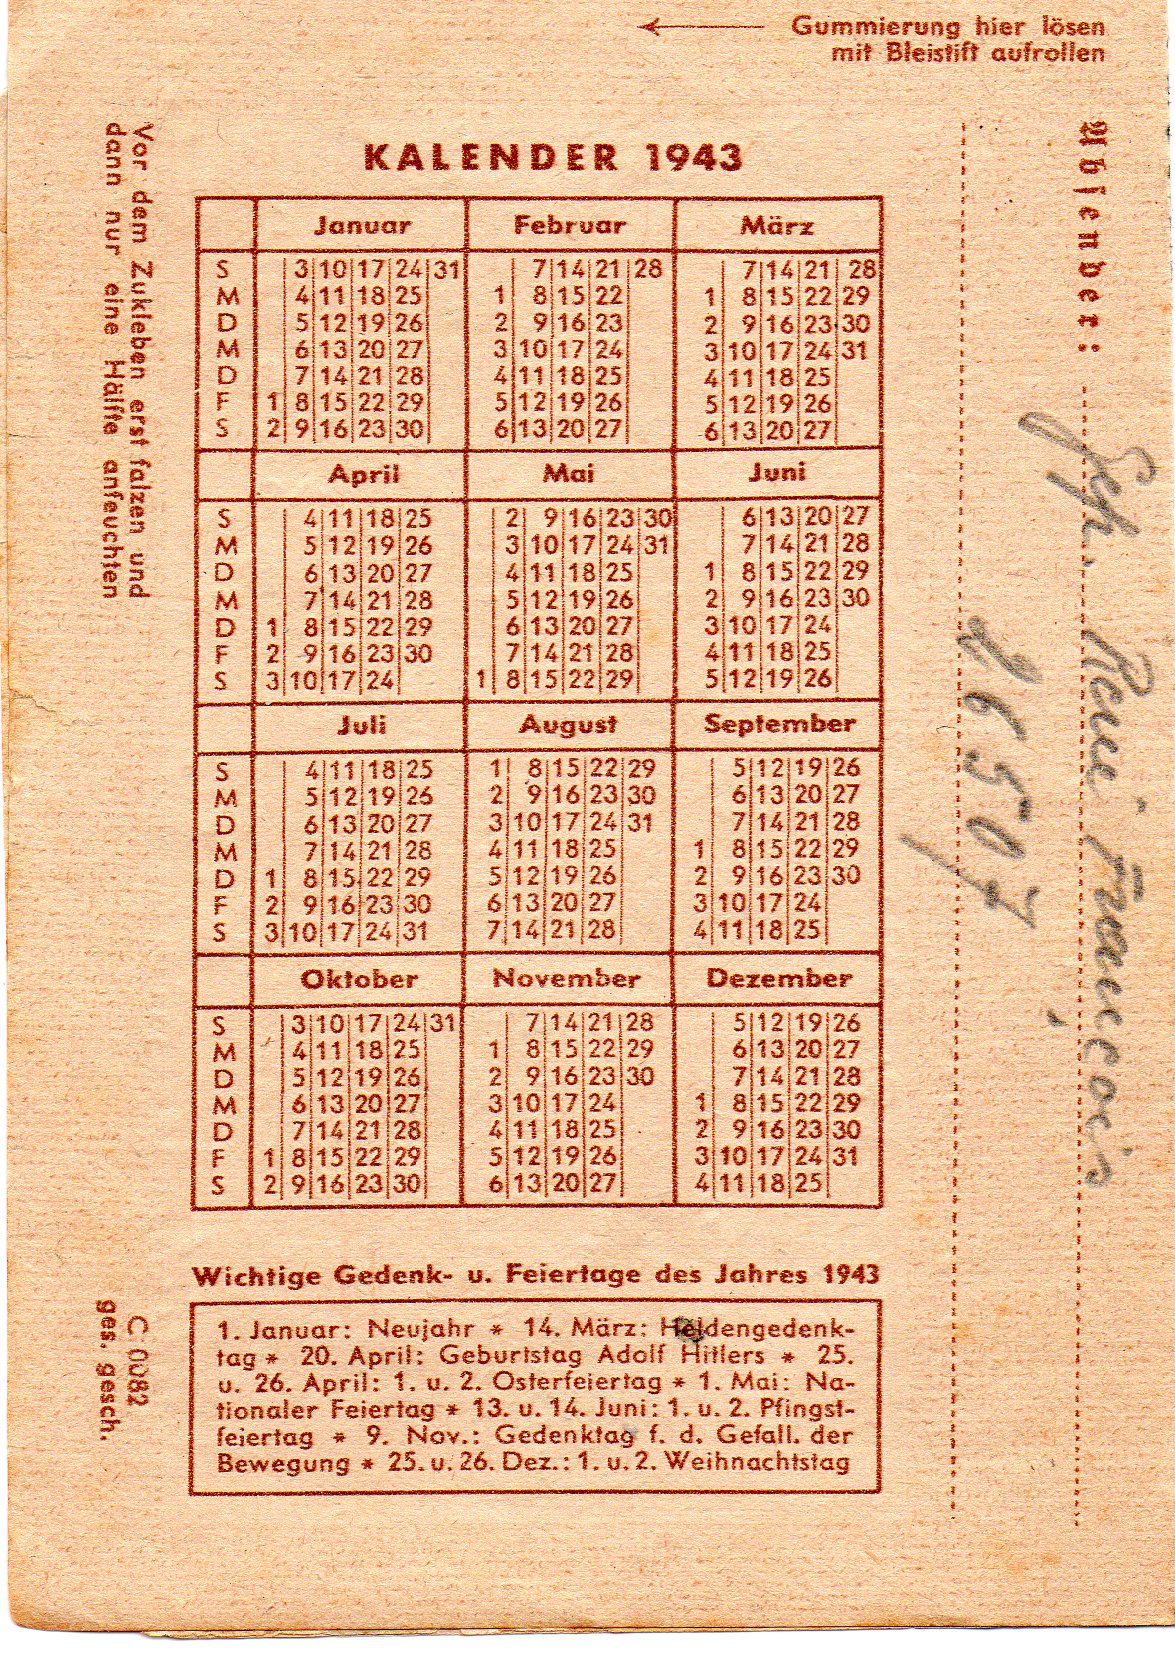 Gummierung hier lösen
mit Bleistift aufrollen
Vor dem Zukleben erst falzen und
dann nur eine Hälfte anfeuchten
KALENDER 1943
Januar Februar März
S 3 10 17 24 31 7 14 21 28 7 14 21 28
M 4 11 18 25 1 8 15 22 1 8 15 22 29
D 5 12 19 26 2 9 16 23 2 9 16 23 30
M 6 13 20 27 3 10 17 24 3 10 17 24 31
D 7 14 21 28 4 11 18 25 4 11 18 25
F 1 8 15 22 29 5 12 19 26 5 12 19 26
S 2 9 16 23 30 6 13 20 27 6 13 20 27
April Mai Juni
S 4 11 18 25 2 9 16 23 30 6 13 20 27
M 5 12 19 26 3 10 17 24 31 7 14 21 28
D 6 13 20 27 4 11 18 25 1 8 15 22 29
M 7 14 21 28 5 12 19 26 2 9 16 23 30
D 1 8 15 22 29 6 13 20 27 3 10 17 24
F 2 9 16 23 30 7 14 21 28 4 11 18 25
S 3 10 17 24 1 8 15 22 29 5 12 19 26
Juli August September
S 4 11 18 25 1 8 15 22 29 5 12 19 26
M 5 12 19 26 2 9 16 23 30 6 13 20 27
D 6 13 20 27 3 10 17 24 31 7 14 21 28
M 7 14 21 28 4 11 18 25 1 8 15 22 29
D 1 8 15 22 29 5 12 19 26 2 9 16 23 30
F 2 9 16 23 30 6 13 20 27 3 10 17 24
S 3 10 17 24 31 7 14 21 28 4 11 18 25
Oktober November Dezember
S 3 10 17 24 31 7 14 21 28 5 12 19 26
M 4 11 18 25 1 8 15 22 29 6 13 20 27
D 5 12 19 26 2 9 16 23 30 7 14 21 28
M 6 13 20 27 3 10 17 24 1 8 15 22 29
D 7 14 21 28 4 11 18 25 2 9 16 23 30
F 1 8 15 22 29 5 12 19 26 3 10 17 24 31
S 2 9 16 23 30 6 13 20 27 4 11 18 25
Wichtige Gedenk- u. Feiertage des Jahres 1943
1. Januar: Neujahr * 14. März: Heldengedenk-
tag * 20. April: Geburtstag Adolf Hitlers * 25.
u. 26. April: 1. u. 2. Osterfeiertag * 1. Mai: Na-
tionaler Feiertag * 13. u. 14. Juni: 1. u. 2. Pfingst-
feiertag * 9. Nov.: Gedenktag f. d. Gefall. der
Bewegung * 25. u. 26. Dez.: 1. u. 2. Weihnachtstag
C 0082
ges. gesch.
Absender:
François
26507